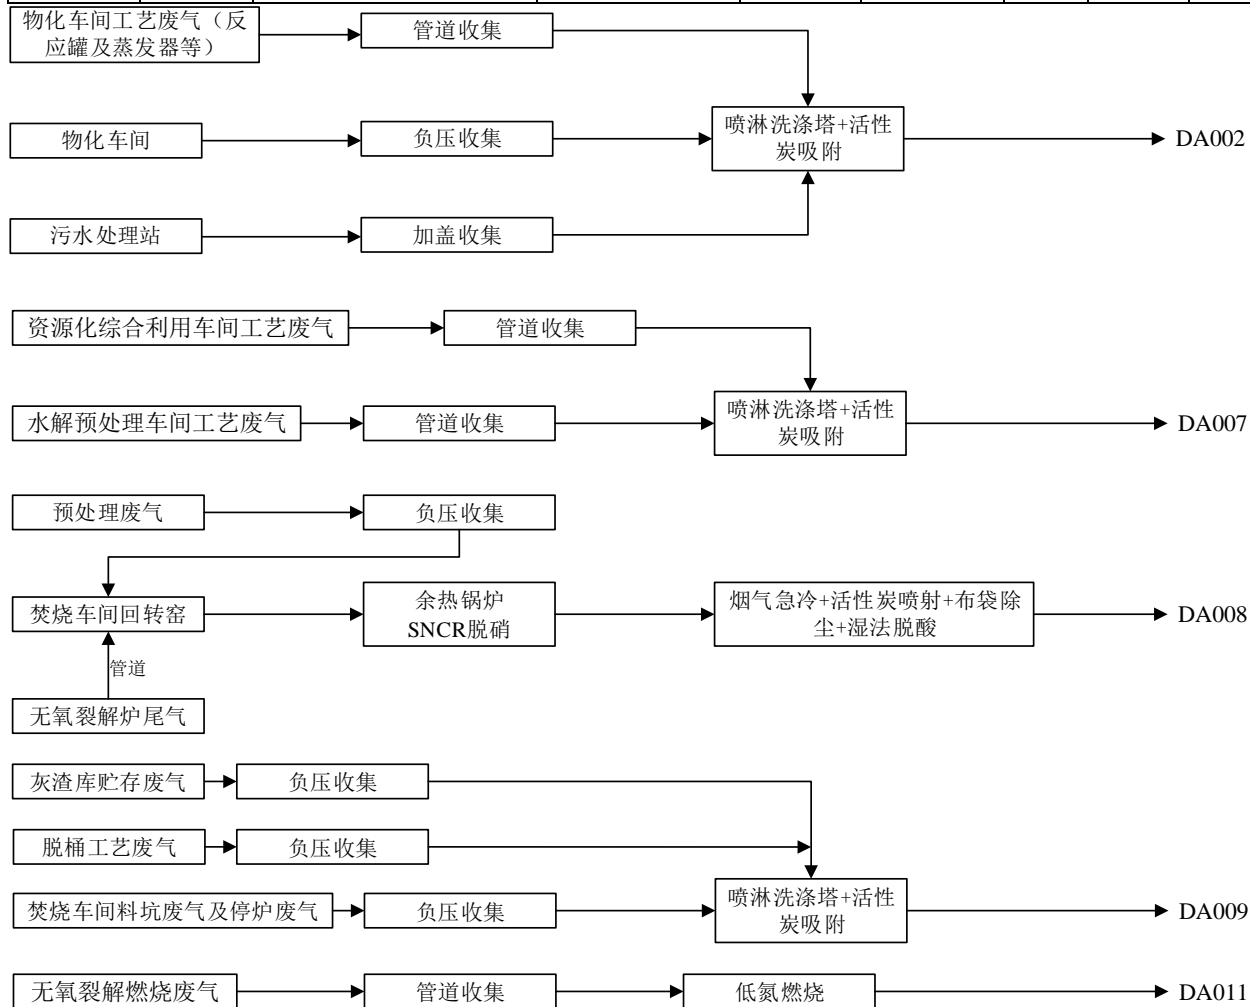 物化车间工艺废气（反
应罐及蒸发器等）
管道收集
物化车间
负压收集
喷淋洗涤塔+活性
炭吸附
DA002
污水处理站
加盖收集
资源化综合利用车间工艺废气
管道收集
水解预处理车间工艺废气
管道收集
喷淋洗涤塔+活性
炭吸附
DA007
预处理废气
负压收集
焚烧车间回转窑
余热锅炉
SNCR脱硝
烟气急冷+活性炭喷射+布袋除
尘+湿法脱酸
DA008
管道
无氧裂解炉尾气
灰渣库贮存废气
负压收集
脱桶工艺废气
负压收集
焚烧车间料坑废气及停炉废气
负压收集
喷淋洗涤塔+活性
炭吸附
DA009
无氧裂解燃烧废气
管道收集
低氮燃烧
DA011